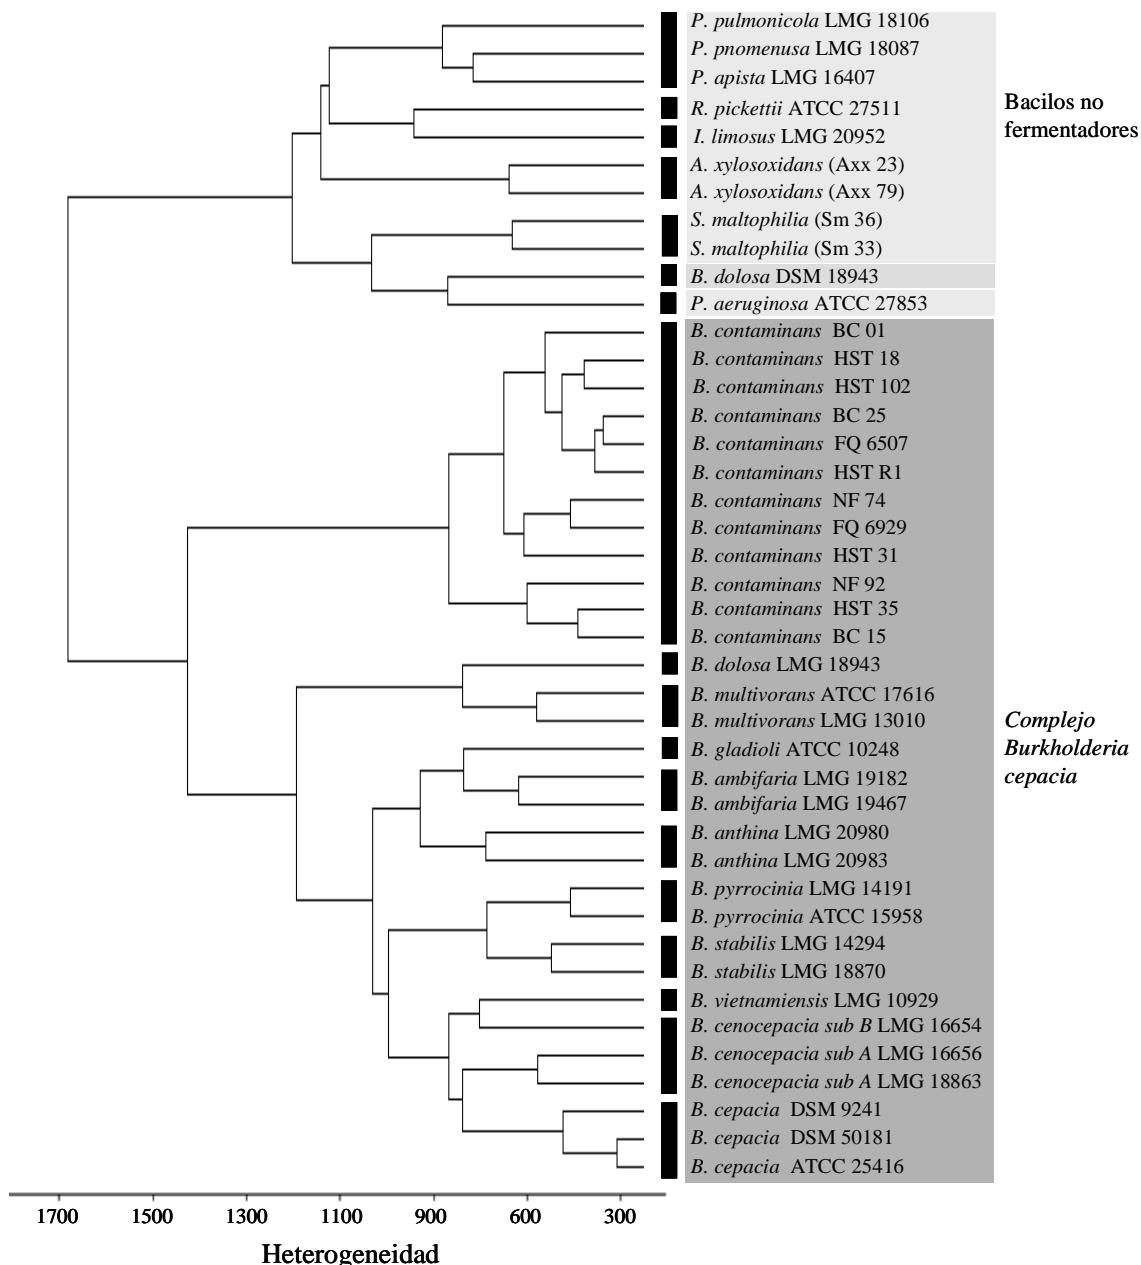 P. pulmonicola LMG 18106
P. pnomenusa LMG 18087
P. apista LMG 16407
R. pickettii ATCC 27511
I. limosus LMG 20952
A. xylosoxidans (Axx 23)
A. xylosoxidans (Axx 79)
S. maltophilia (Sm 36)
S. maltophilia (Sm 33)
B. dolosa DSM 18943
P. aeruginosa ATCC 27853
Bacilos no
fermentadores
B. contaminans BC 01
B. contaminans HST 18
B. contaminans HST 102
B. contaminans BC 25
B. contaminans FQ 6507
B. contaminans HST R1
B. contaminans NF 74
B. contaminans FQ 6929
B. contaminans HST 31
B. contaminans NF 92
B. contaminans HST 35
B. contaminans BC 15
B. dolosa LMG 18943
B. multivorans ATCC 17616
B. multivorans LMG 13010
B. gladioli ATCC 10248
B. ambifaria LMG 19182
B. ambifaria LMG 19467
B. anthina LMG 20980
B. anthina LMG 20983
B. pyrrocinia LMG 14191
B. pyrrocinia ATCC 15958
B. stabilis LMG 14294
B. stabilis LMG 18870
B. vietnamiensis LMG 10929
B. cenocepacia sub B LMG 16654
B. cenocepacia sub A LMG 16656
B. cenocepacia sub A LMG 18863
B. cepacia DSM 9241
B. cepacia DSM 50181
B. cepacia ATCC 25416
Complejo
Burkholderia
cepacia
1700 1500 1300 1100 900 600 300
Heterogeneidad